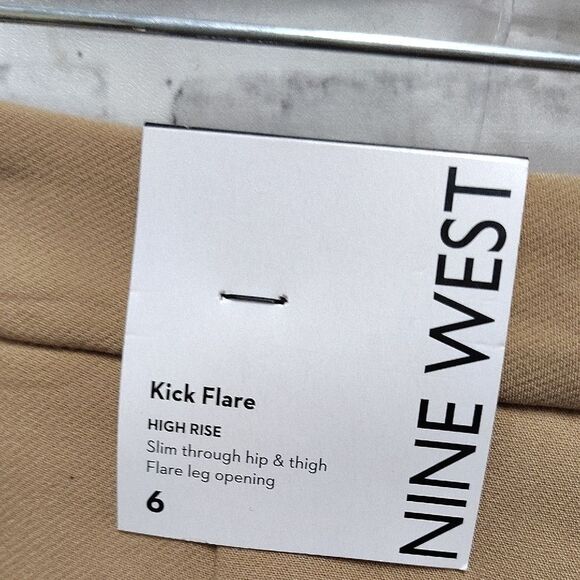 Kick Flare
HIGH RISE
Slim through hip & thigh
Flare leg opening
6
NINE WEST